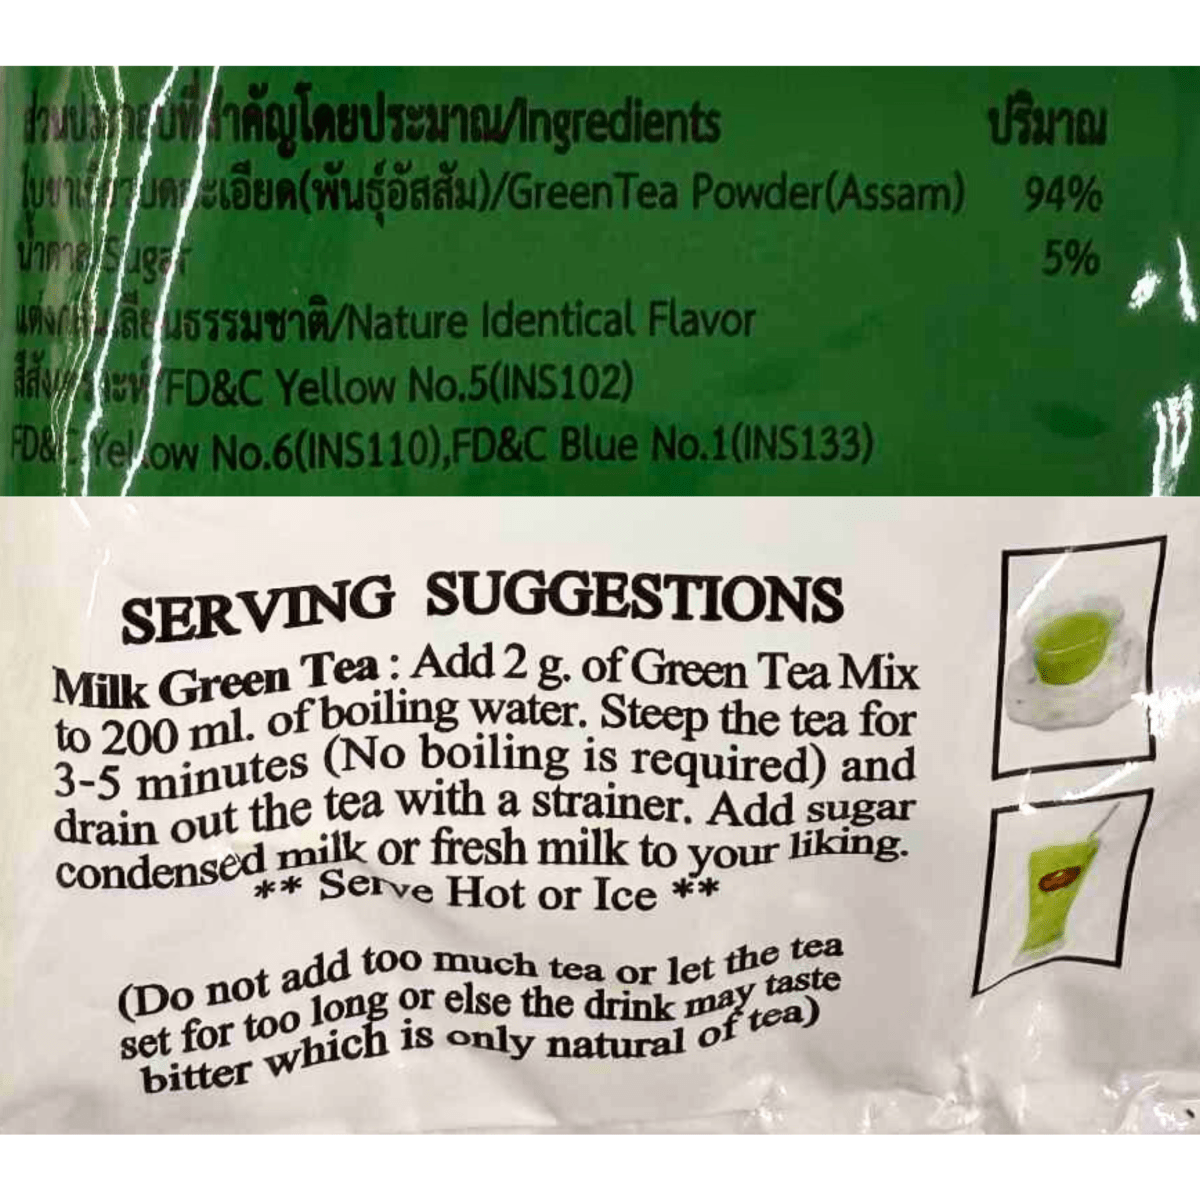 ส่วนประกอบที่สำคัญโดยประมาณ/Ingredients ปริมาณ
ใบชาเขียวบดละเอียด(พันธุ์อัสสัม)/GreenTea Powder(Assam) 94%
น้ำตาล/Sugar 5%
แต่งกลิ่นเลียนธรรมชาติ/Nature Identical Flavor
สีสังเคราะห์/FD&C Yellow No.5(INS102)
FD&C Yellow No.6(INS110),FD&C Blue No.1(INS133)
SERVING SUGGESTIONS
Milk Green Tea : Add 2 g. of Green Tea Mix
to 200 ml. of boiling water. Steep the tea for
3-5 minutes (No boiling is required) and
drain out the tea with a strainer. Add sugar
condensed milk or fresh milk to your liking.
** Serve Hot or Ice **
(Do not add too much tea or let the tea
set for too long or else the drink may taste
bitter which is only natural of tea)